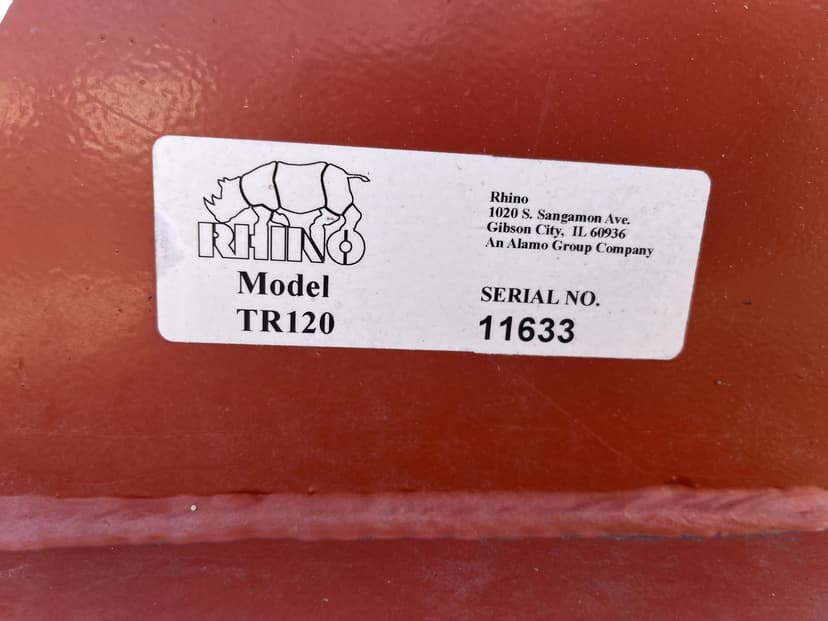 RHINO
Model
TR120
Rhino
1020 S. Sangamon Ave.
Gibson City, IL 60936
An Alamo Group Company
SERIAL NO.
11633